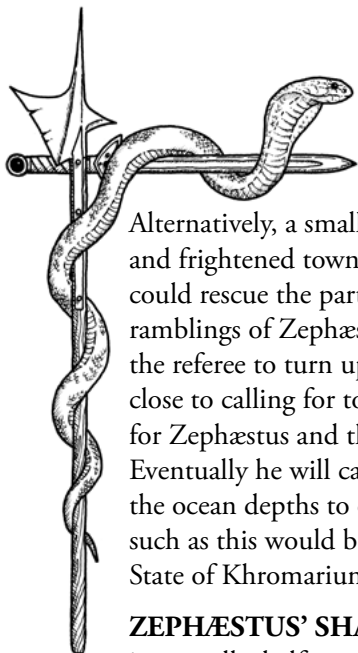 Alternatively, a small
and frightened town
could rescue the part
ramblings of Zephæs
the referee to turn up
close to calling for to
for Zephæstus and th
Eventually he will ca
the ocean depths to
such as this would b
State of Khromariun
ZEPHÆSTUS’ SHA